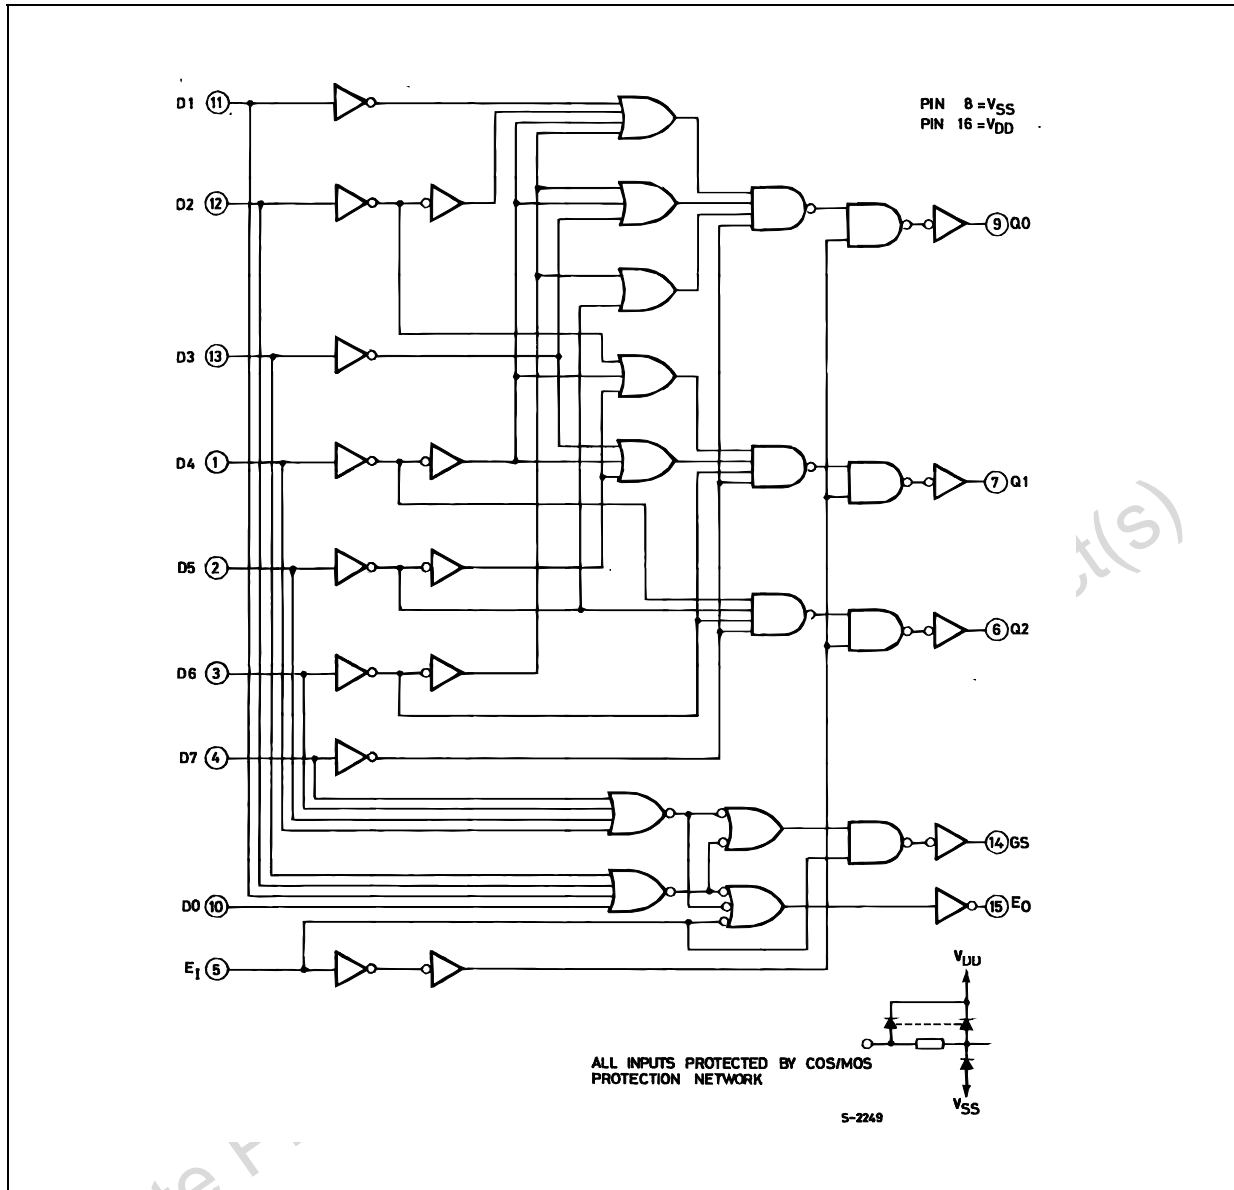 D1 11
PIN 8 = VSS
PIN 16 = VDD
D2 12
9 Q0
D3 13
D4 1
7 Q1
ct(s)
D5 2
6 Q2
D6 3
D7 4
14 GS
D0 10
15 EO
EI 5
VDD
ALL INPUTS PROTECTED BY COS/MOS
PROTECTION NETWORK
VSS
S-2249